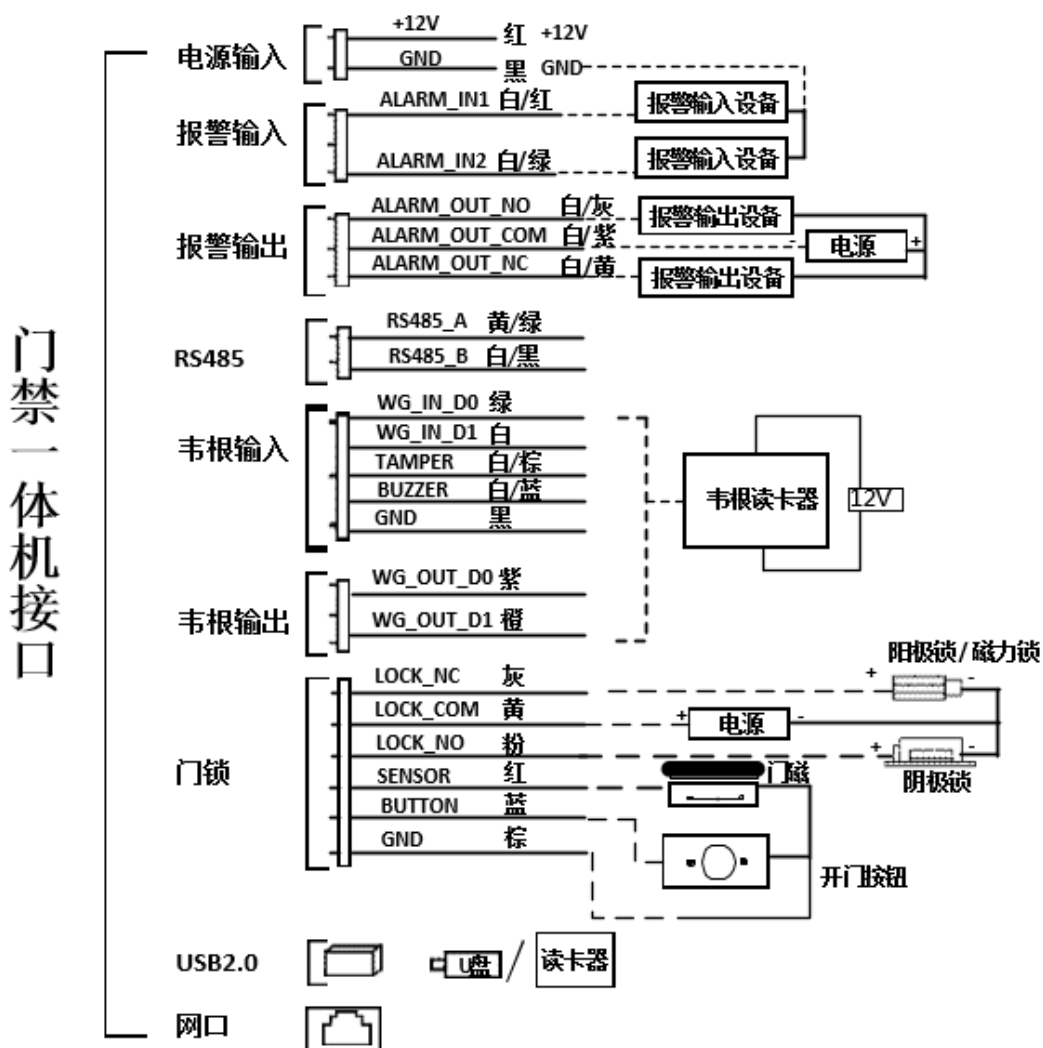 门禁一体机接口
电源输入
+12V 红 +12V
GND 黑 GND
报警输入
ALARM_IN1 白/红 报警输入设备
ALARM_IN2 白/绿 报警输入设备
报警输出
ALARM_OUT_NO 白/灰 报警输出设备
ALARM_OUT_COM 白/紫 - 电源 +
ALARM_OUT_NC 白/黄 报警输出设备
RS485
RS485_A 黄/绿
RS485_B 白/黑
韦根输入
WG_IN_D0 绿
WG_IN_D1 白
TAMPER 白/棕
BUZZER 白/蓝
GND 黑
韦根读卡器 12V
韦根输出
WG_OUT_D0 紫
WG_OUT_D1 橙
门锁
阳极锁/磁力锁
LOCK_NC 灰 + -
LOCK_COM 黄 + 电源 -
LOCK_NO 粉 + -
阴极锁
SENSOR 红 门磁
BUTTON 蓝
GND 棕
开门按钮
USB2.0 U盘 / 读卡器
网口